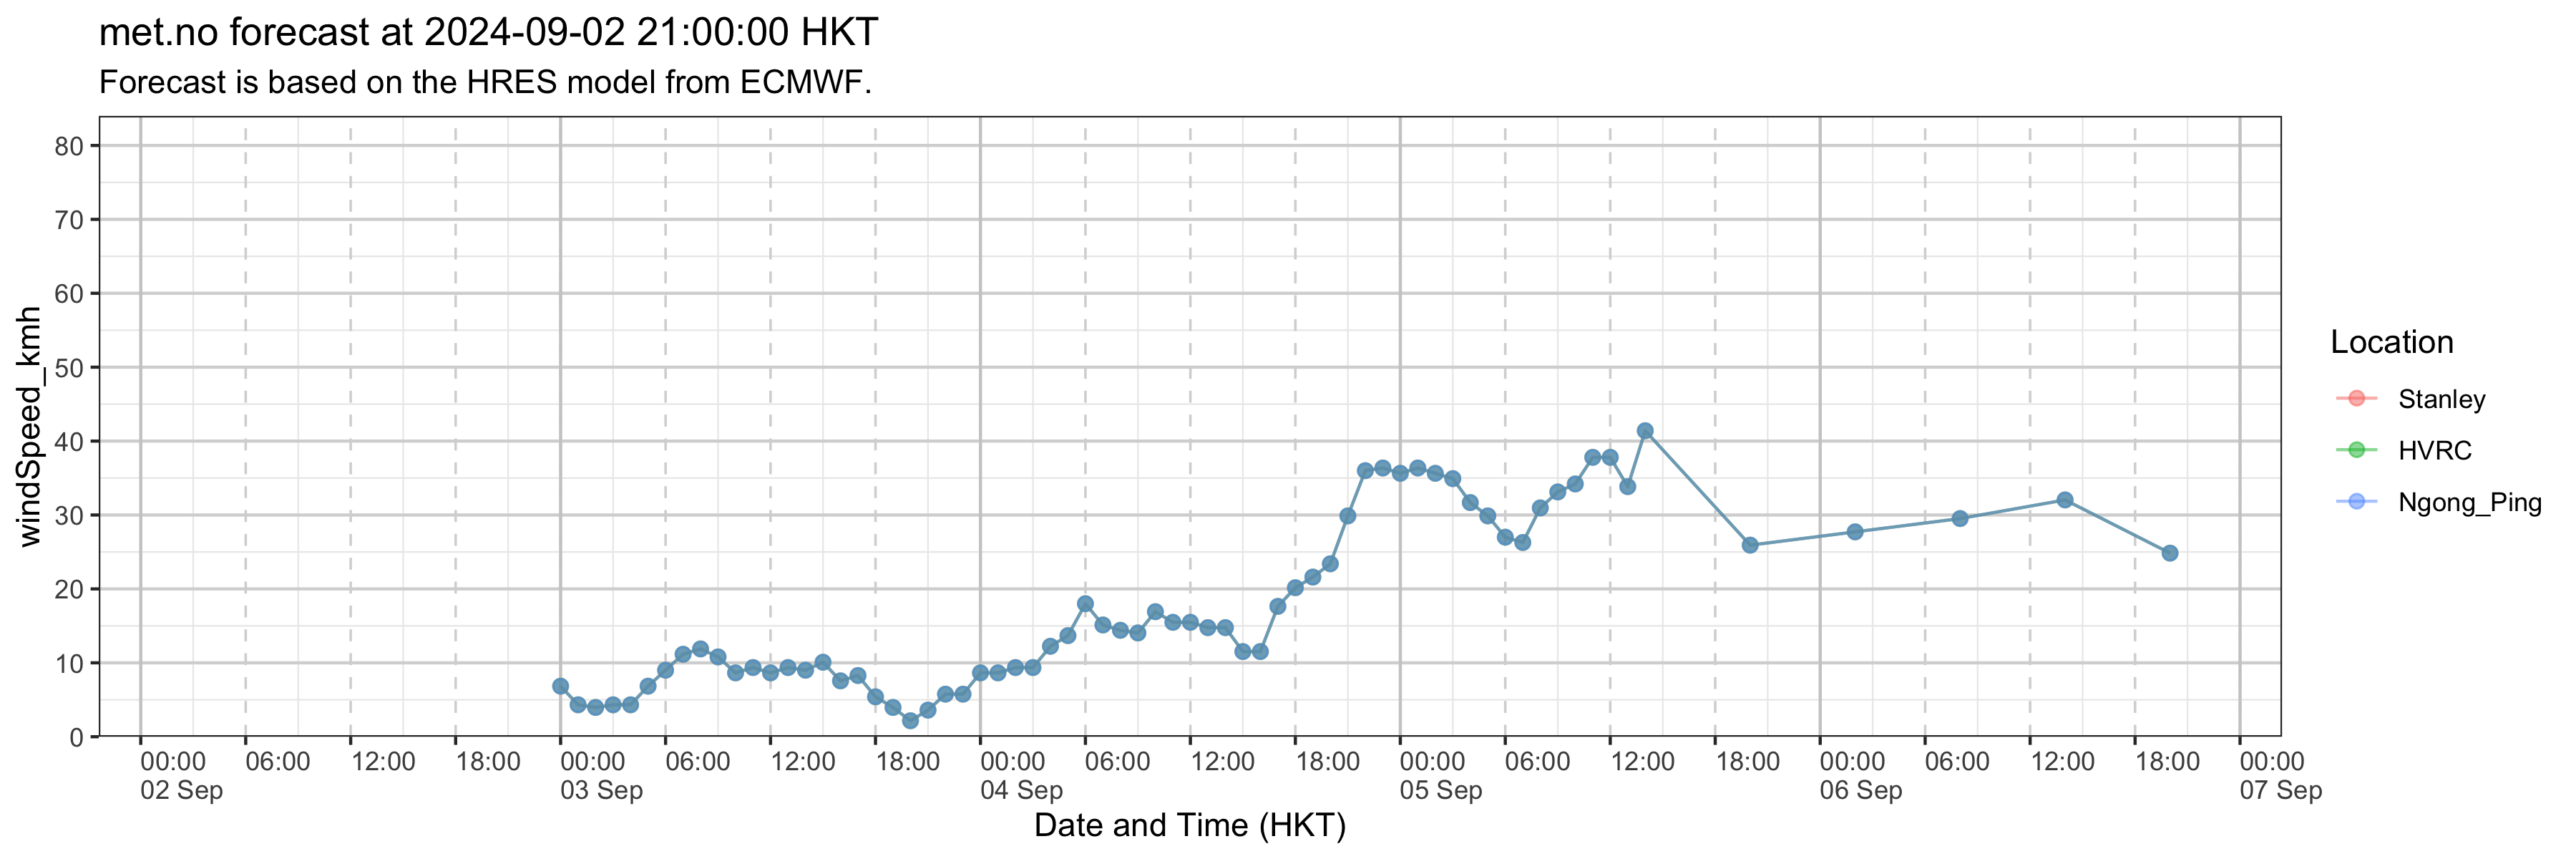 met.no forecast at 2024-09-02 21:00:00 HKT
Forecast is based on the HRES model from ECMWF.
windSpeed_kmh
80
70
60
50
40
30
20
10
0
00:00 06:00 12:00 18:00 00:00 06:00 12:00 18:00 00:00 06:00 12:00 18:00 00:00 06:00 12:00 18:00 00:00 06:00 12:00 18:00 00:00
02 Sep 03 Sep 04 Sep 05 Sep 06 Sep 07 Sep
Date and Time (HKT)
Location
Stanley
HVRC
Ngong_Ping